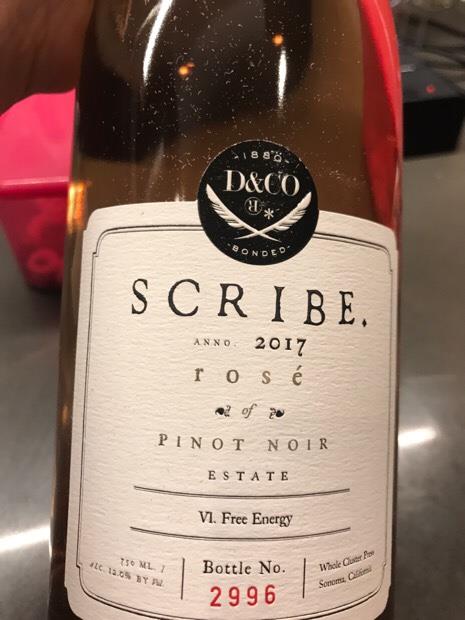 -1880-
D&CO
R *
-BONDED-
SCRIBE.
ANNO. 2017
rosé
of
PINOT NOIR
ESTATE
VI. Free Energy
750 ML. /
ALC. 12.0% BY Vol.
Bottle No.
2996
Whole Cluster Press
Sonoma, California